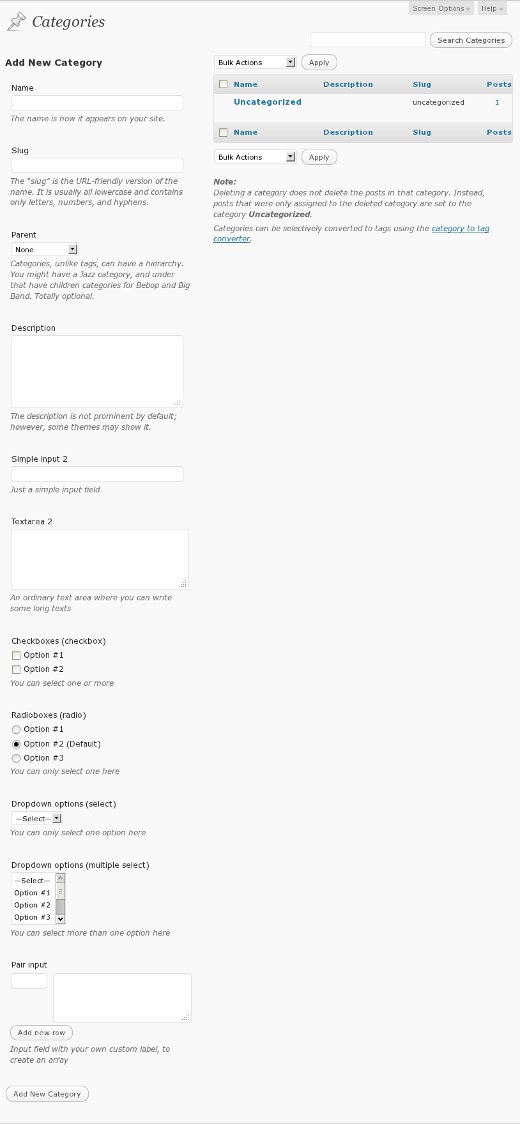 Screen Options Help
Categories
Search Categories
Add New Category
Name
The name is how it appears on your site.
Slug
The "slug" is the URL-friendly version of the
name. It is usually all lowercase and contains
only letters, numbers, and hyphens.
Parent
None
Categories, unlike tags, can have a hierarchy.
You might have a Jazz category, and under
that have children categories for Bebop and Big
Band. Totally optional.
Description
The description is not prominent by default;
however, some themes may show it.
Simple input 2
Just a simple input field
Textarea 2
An ordinary text area where you can write
some long texts
Checkboxes (checkbox)
Option #1
Option #2
You can select one or more
Radioboxes (radio)
Option #1
Option #2 (Default)
Option #3
You can only select one here
Dropdown options (select)
—Select—
You can only select one option here
Dropdown options (multiple select)
—Select—
Option #1
Option #2
Option #3
You can select more than one option here
Pair input
Add new row
Input field with your own custom label, to
create an array
Add New Category
Bulk Actions Apply
Name Description Slug Posts
Uncategorized uncategorized 1
Name Description Slug Posts
Bulk Actions Apply
Note:
Deleting a category does not delete the posts in that category. Instead,
posts that were only assigned to the deleted category are set to the
category Uncategorized.
Categories can be selectively converted to tags using the category to tag
converter.